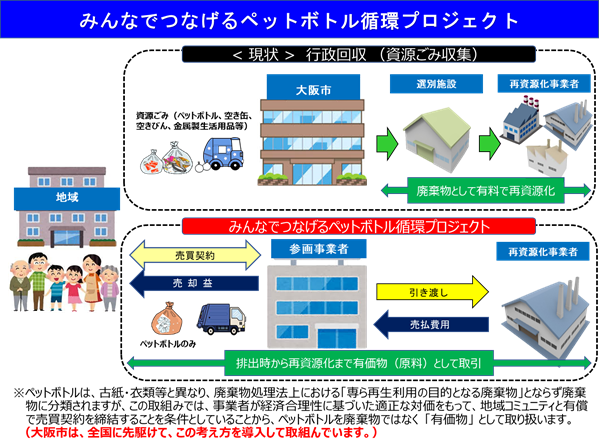 みんなでつなげるペットボトル循環プロジェクト
＜現状＞ 行政回収 （資源ごみ収集）
資源ごみ（ペットボトル、空き缶、
空きびん、金属製生活用品等）
大阪市
選別施設
再資源化事業者
廃棄物として有料で再資源化
地域
みんなでつなげるペットボトル循環プロジェクト
売買契約
売却益
ペットボトルのみ
参画事業者
引き渡し
売払費用
再資源化事業者
排出時から再資源化まで有価物（原料）として取引
※ペットボトルは、古紙・衣類等と異なり、廃棄物処理法上における「専ら再生利用の目的となる廃棄物」とならず廃棄
物に分類されますが、この取組みでは、事業者が経済合理性に基づいた適正な対価をもって、地域コミュニティと有償
で売買契約を締結することを条件としていることから、ペットボトルを廃棄物ではなく「有価物」として取り扱います。
（大阪市は、全国に先駆けて、この考え方を導入して取組んでいます。）